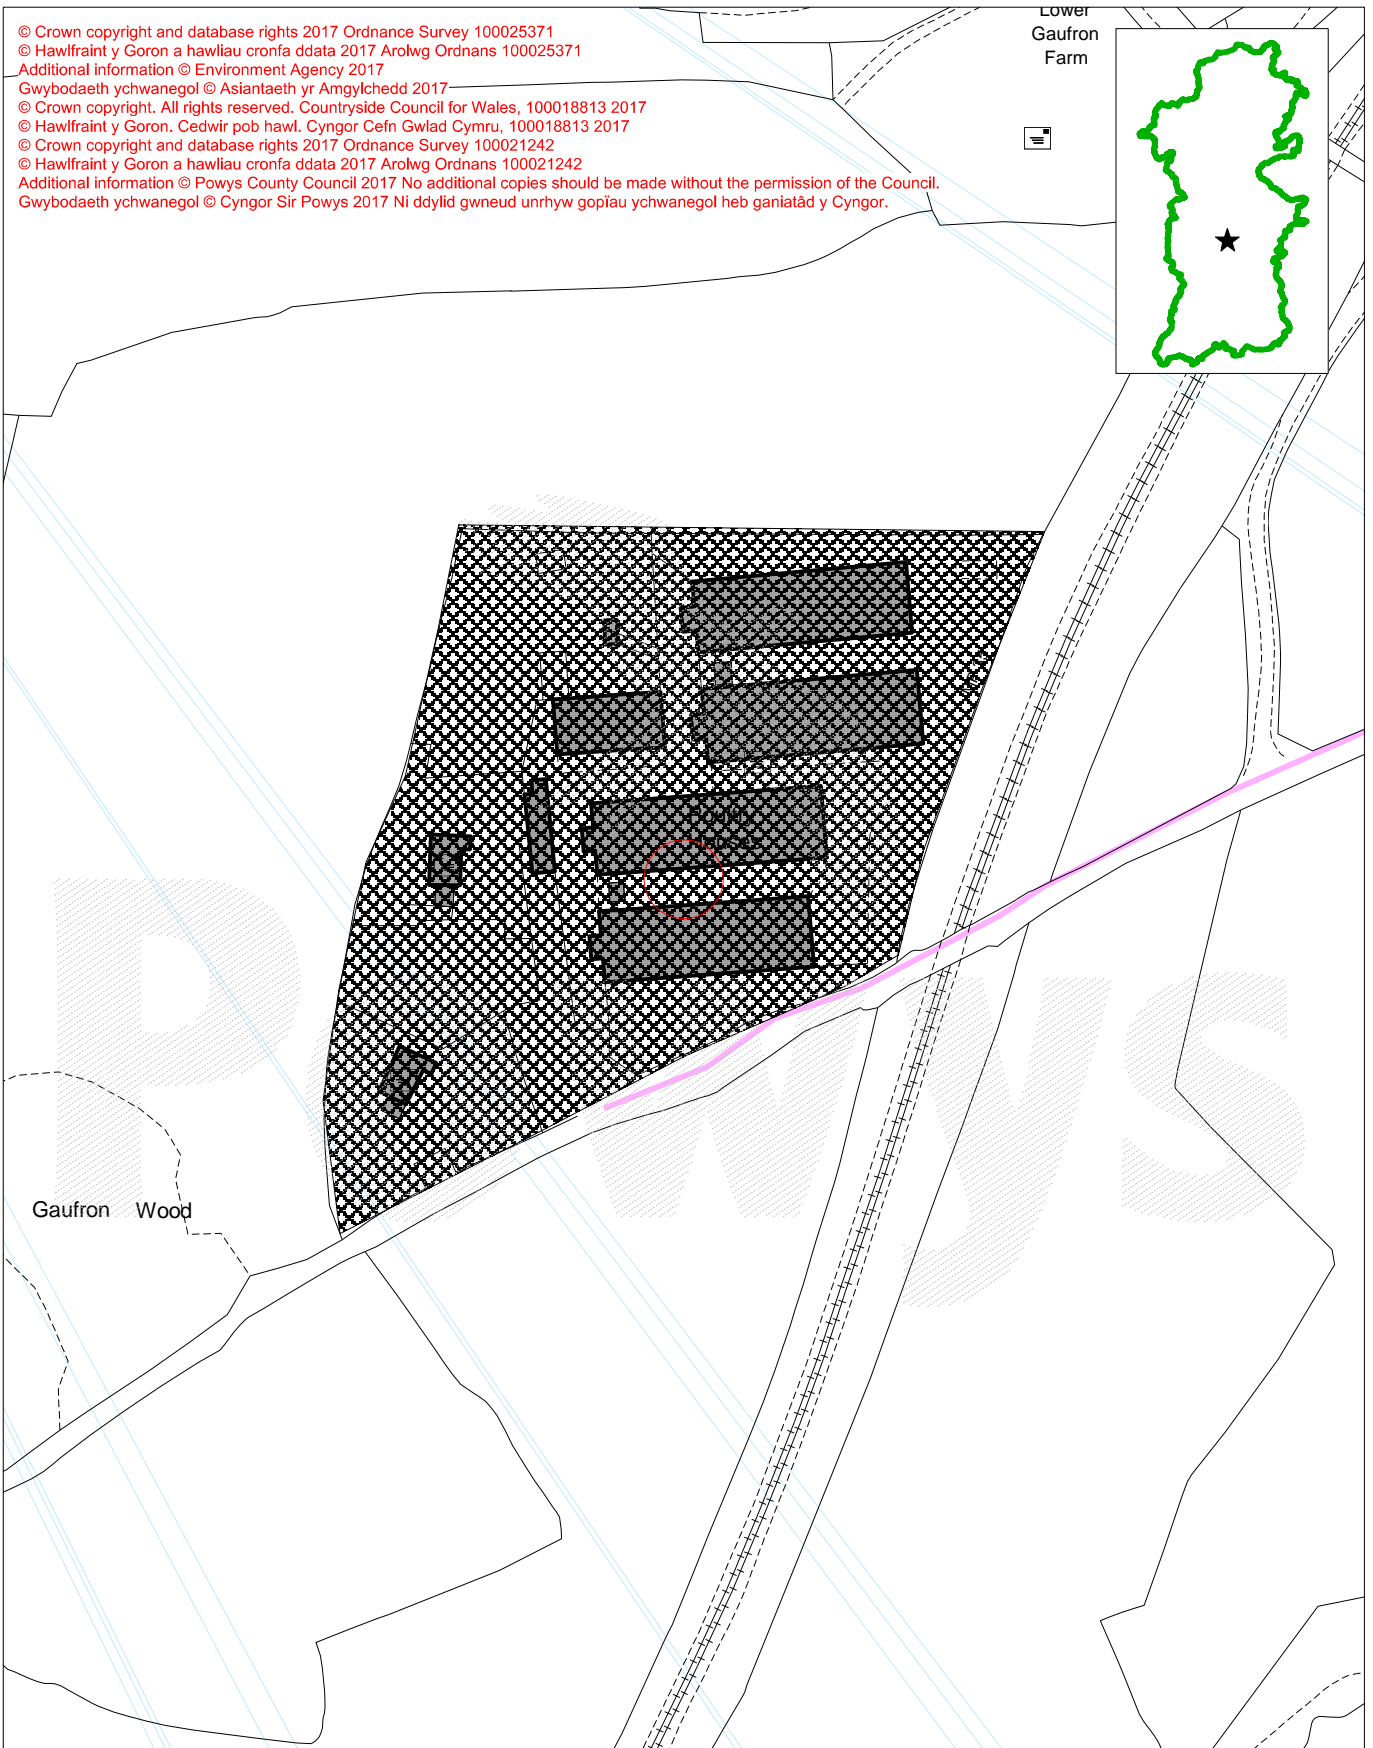 © Crown copyright and database rights 2017 Ordnance Survey 100025371
© Hawlfraint y Goron a hawliau cronfa ddata 2017 Arolwg Ordnans 100025371
Additional information © Environment Agency 2017
Gwybodaeth ychwanegol © Asiantaeth yr Amgylchedd 2017
© Crown copyright. All rights reserved. Countryside Council for Wales, 100018813 2017
© Hawlfraint y Goron. Cedwir pob hawl. Cyngor Cefn Gwlad Cymru, 100018813 2017
© Crown copyright and database rights 2017 Ordnance Survey 100021242
© Hawlfraint y Goron a hawliau cronfa ddata 2017 Arolwg Ordnans 100021242
Additional information © Powys County Council 2017 No additional copies should be made without the permission of the Council.
Gwybodaeth ychwanegol © Cyngor Sir Powys 2017 Ni ddylid gwneud unrhyw gopïau ychwanegol heb ganiatâd y Cyngor.
Lower
Gaufron
Farm
Poultry
Houses
Powys
Gaufron Wood